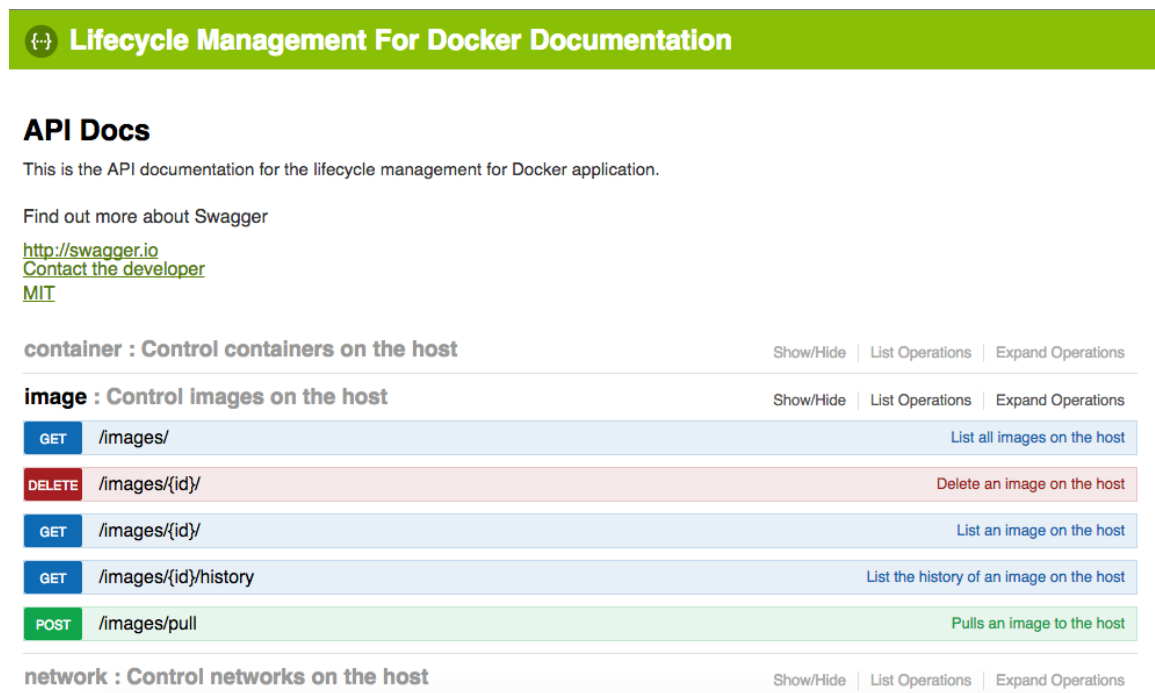 Lifecycle Management For Docker Documentation
API Docs
This is the API documentation for the lifecycle management for Docker application.
Find out more about Swagger
http://swagger.io
Contact the developer
MIT
container : Control containers on the host Show/Hide List Operations Expand Operations
image : Control images on the host Show/Hide List Operations Expand Operations
GET /images/ List all images on the host
DELETE /images/{id}/ Delete an image on the host
GET /images/{id}/ List an image on the host
GET /images/{id}/history List the history of an image on the host
POST /images/pull Pulls an image to the host
network : Control networks on the host Show/Hide List Operations Expand Operations